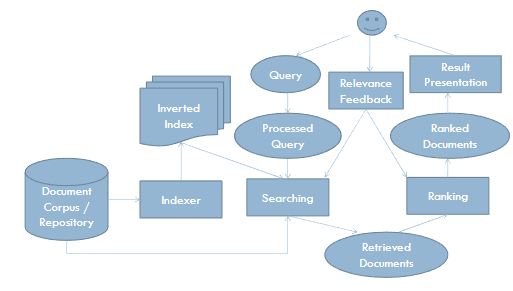 Query
Relevance
Feedback
Result
Presentation
Inverted
Index
Processed
Query
Ranked
Documents
Document
Corpus /
Repository
Indexer
Searching
Ranking
Retrieved
Documents